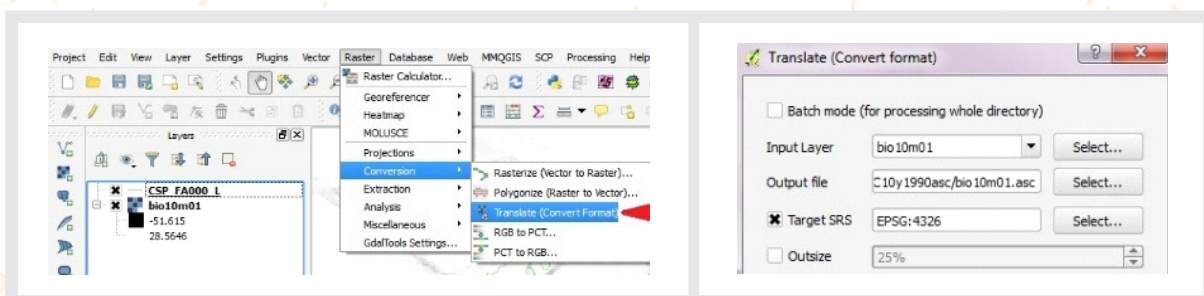 Project Edit View Layer Settings Plugins Vector Raster Database Web MMQGIS SCP Processing Help
Raster Calculator...
Georeferencer
Heatmap
MOLUSCE
Projections
Conversion
Extraction
Analysis
Miscellaneous
GdalTools Settings...
Rasterize (Vector to Raster)...
Polygonize (Raster to Vector)...
Translate (Convert Format)
RGB to PCT...
PCT to RGB...
Layers
CSP_FA000_L
bio10m01
-51.615
28.5646
Translate (Convert format)
Batch mode (for processing whole directory)
Input Layer bio10m01 Select...
Output file C10y1990asc/bio10m01.asc Select...
Target SRS EPSG:4326 Select...
Outsize 25%